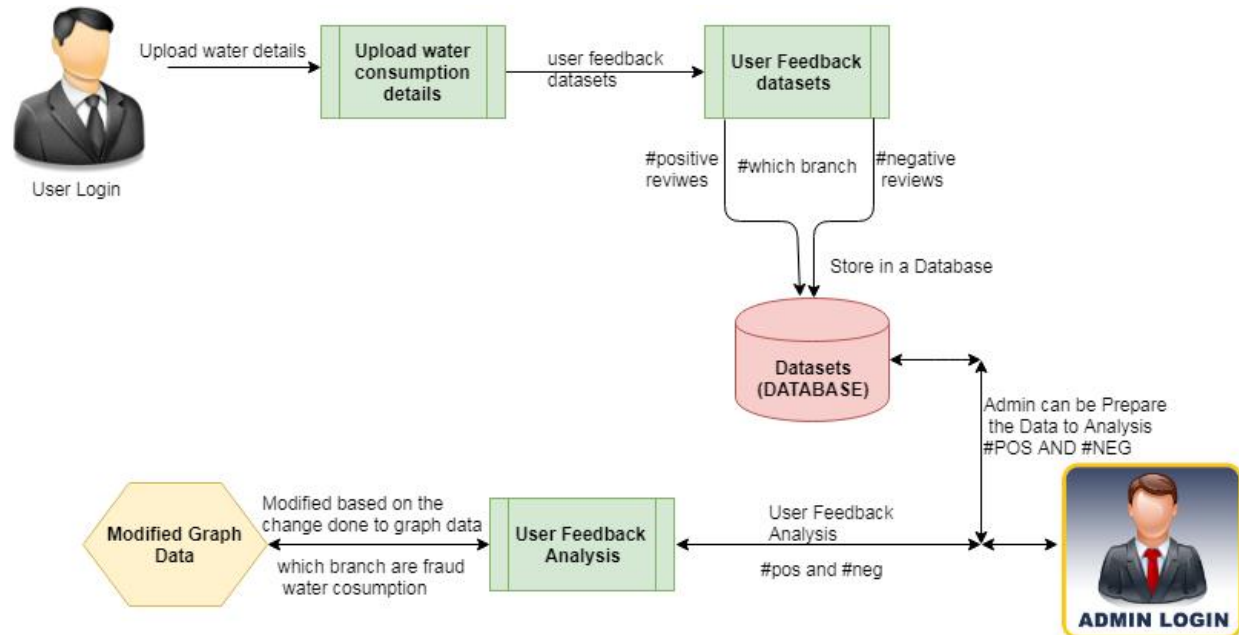 Upload water details
Upload water
consumption
details
user feedback
datasets
User Feedback
datasets
User Login
#positive
reviwes
#which branch
#negative
reviews
Store in a Database
Datasets
(DATABASE)
Admin can be Prepare
the Data to Analysis
#POS AND #NEG
Modified Graph
Data
Modified based on the
change done to graph data
which branch are fraud
water cosumption
User Feedback
Analysis
User Feedback
Analysis
#pos and #neg
ADMIN LOGIN